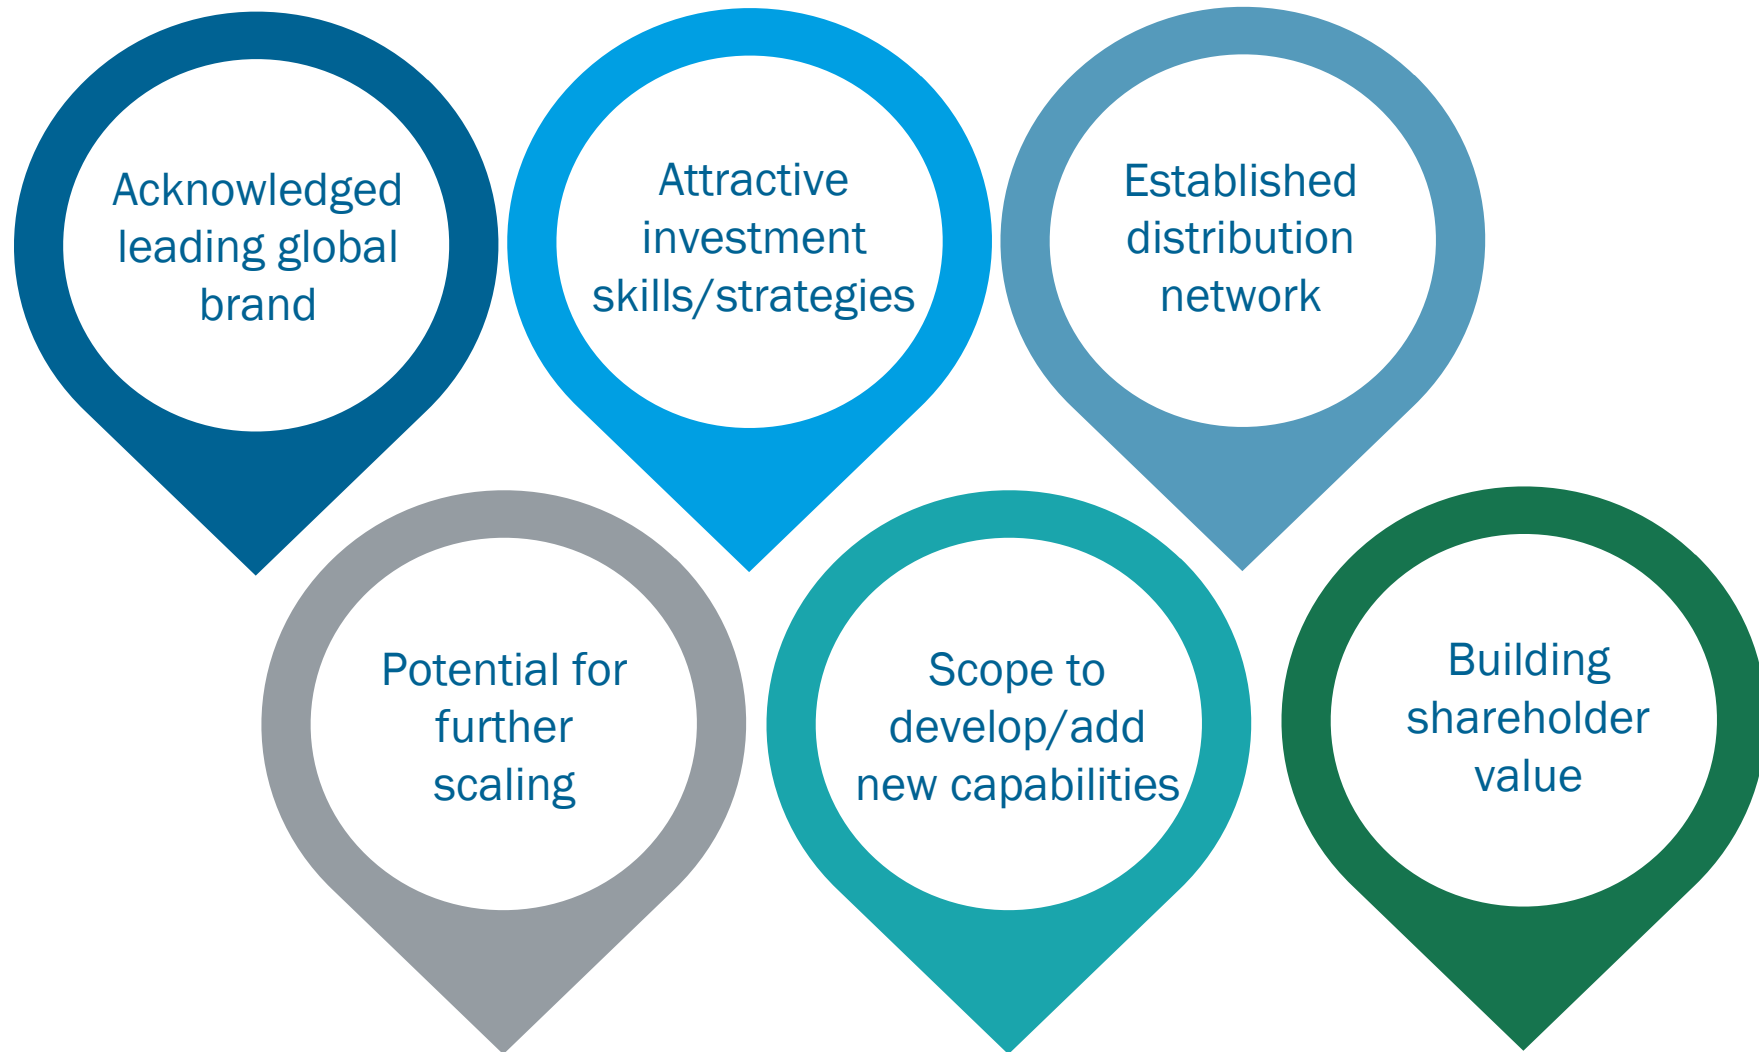 Acknowledged
leading global
brand
Attractive
investment
skills/strategies
Established
distribution
network
Potential for
further
scaling
Scope to
develop/add
new capabilities
Building
shareholder
value